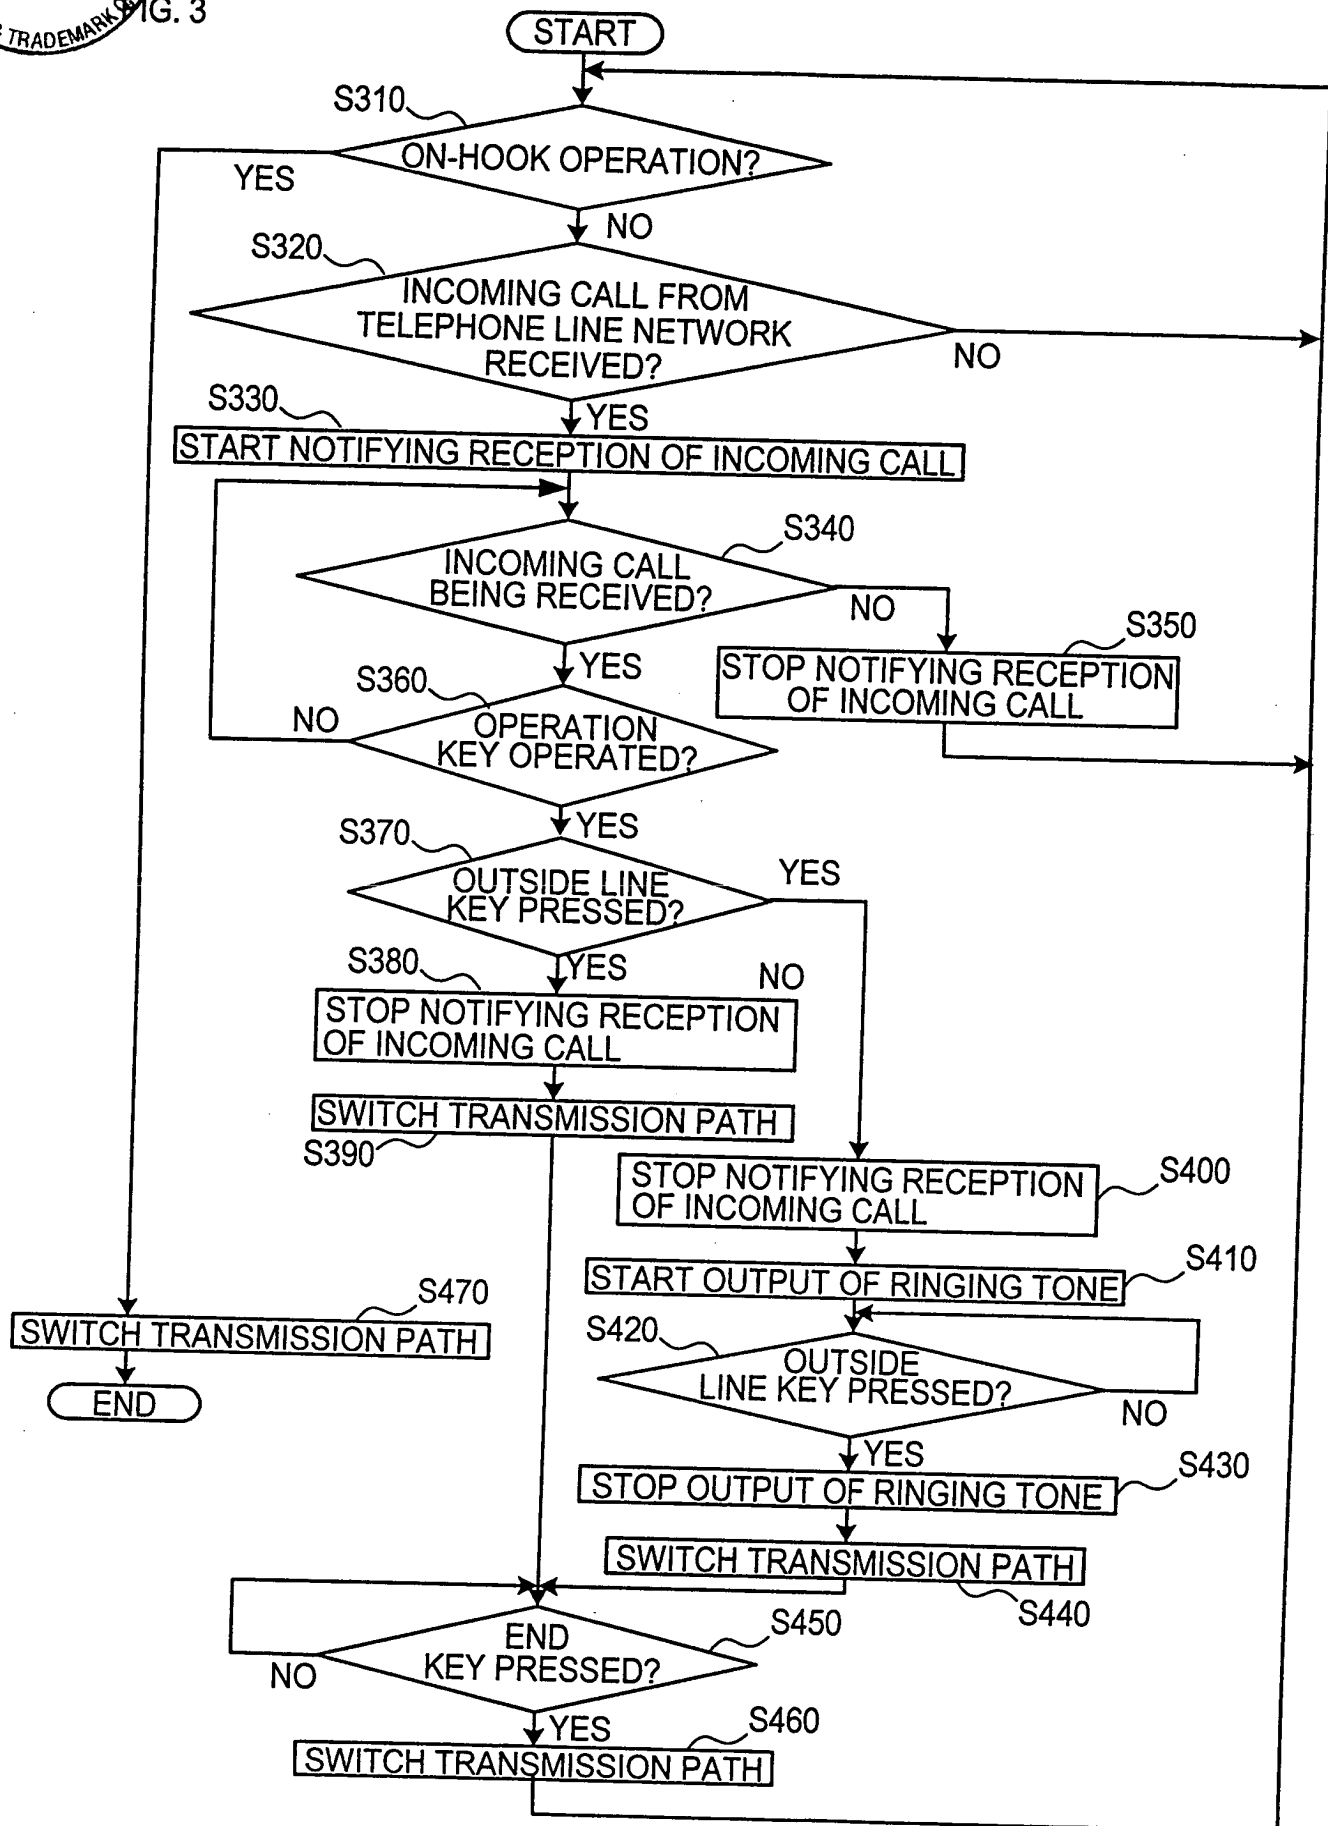 TRADEMARK
IG. 3
START
S310
ON-HOOK OPERATION?
YES
NO
S320
INCOMING CALL FROM
TELEPHONE LINE NETWORK
RECEIVED?
NO
S330
YES
START NOTIFYING RECEPTION OF INCOMING CALL
S340
INCOMING CALL
BEING RECEIVED?
NO
S350
YES
STOP NOTIFYING RECEPTION
OF INCOMING CALL
S360
NO
OPERATION
KEY OPERATED?
YES
S370
YES
OUTSIDE LINE
KEY PRESSED?
S380
YES
NO
STOP NOTIFYING RECEPTION
OF INCOMING CALL
SWITCH TRANSMISSION PATH
S390
STOP NOTIFYING RECEPTION
OF INCOMING CALL
S400
START OUTPUT OF RINGING TONE
S410
S470
SWITCH TRANSMISSION PATH
END
S420
OUTSIDE
LINE KEY PRESSED?
NO
YES
S430
STOP OUTPUT OF RINGING TONE
SWITCH TRANSMISSION PATH
S440
S450
END
KEY PRESSED?
NO
YES
S460
SWITCH TRANSMISSION PATH